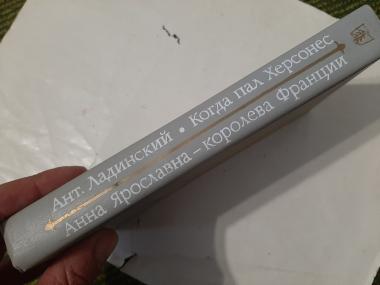 Ант. Ладинский • Когда пал Херсонес
Анна Ярославна – королева Франции